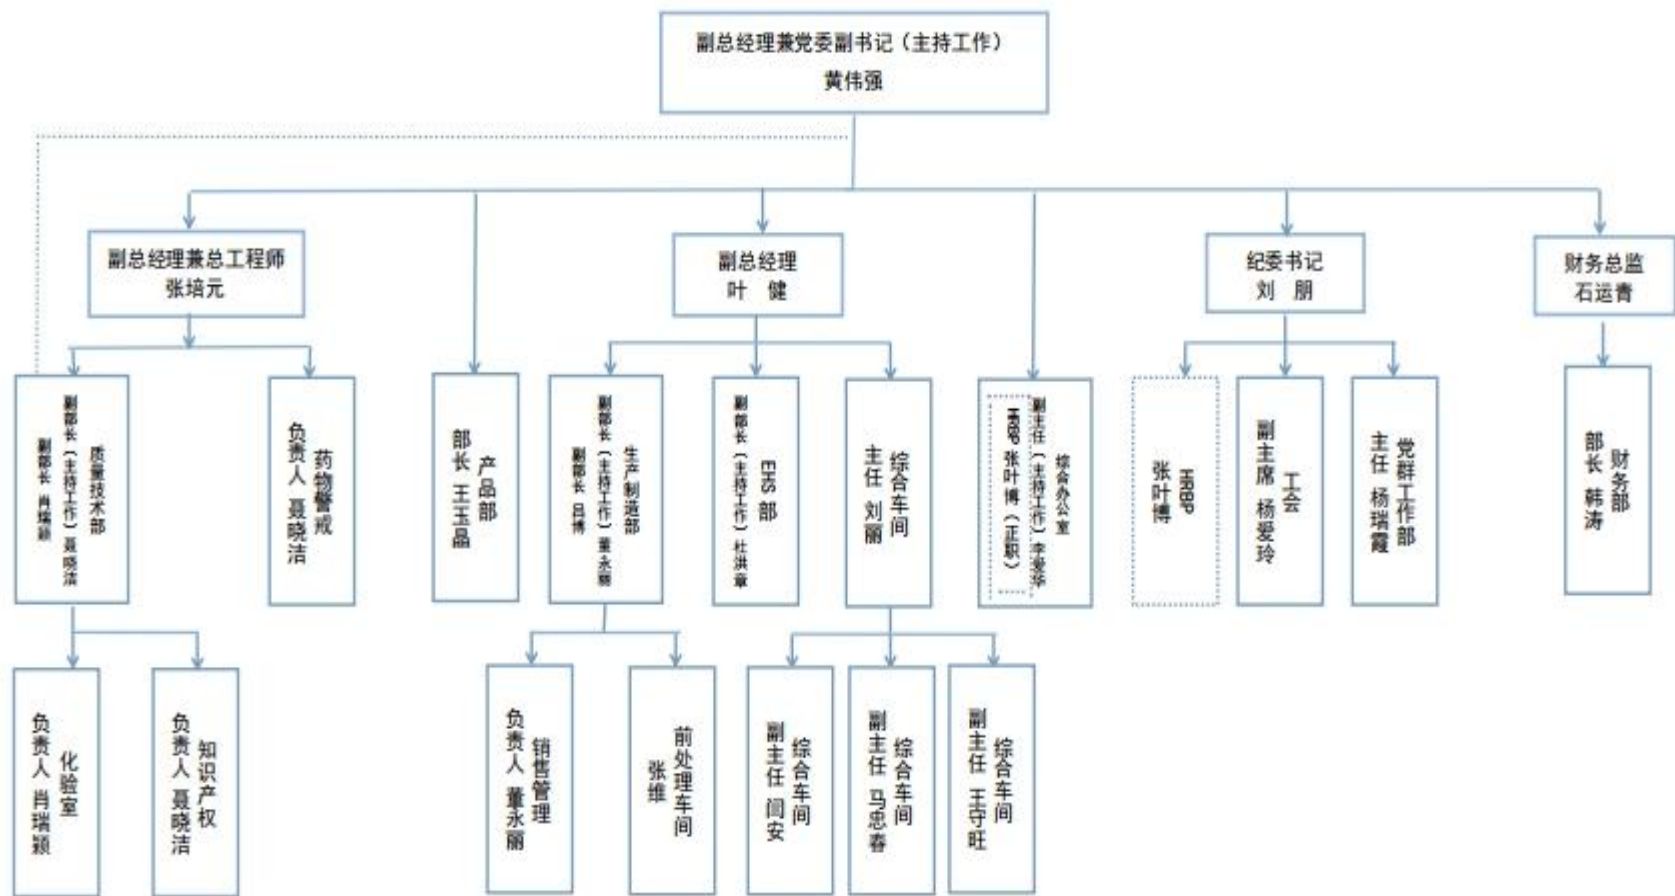 副总经理兼党委副书记（主持工作）
黄伟强
副总经理兼总工程师
张培元
副总经理
叶 健
纪委书记
刘 朋
财务总监
石运青
质量技术部
副部长（主持工作）聂晓洁
副部长 肖瑞颖
药物警戒
负责人 聂晓洁
产品部
部长 王玉晶
生产制造部
副部长（主持工作）董永丽
副部长 吕博
EHS 部
副部长（主持工作）杜洪章
综合车间
主任 刘丽
综合办公室
副主任（主持工作）李爱华
HRBP 张叶博（正职）
HRBP
张叶博
工会
副主席 杨爱玲
党群工作部
主任 杨瑞霞
财务部
部长 韩涛
化验室
负责人 肖瑞颖
知识产权
负责人 聂晓洁
销售管理
负责人 董永丽
前处理车间
张维
综合车间
副主任 闫安
综合车间
副主任 马忠春
综合车间
副主任 王守旺